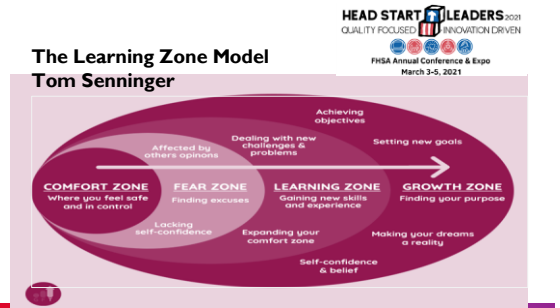 HEAD START LEADERS 2021
QUALITY FOCUSED INNOVATION DRIVEN
FHSA Annual Conference & Expo
March 3-5, 2021
The Learning Zone Model
Tom Senninger
Achieving
objectives
Affected by
others opinons
Dealing with new
challenges &
problems
Setting new goals
COMFORT ZONE
Where you feel safe
and in control
FEAR ZONE
Finding excuses
LEARNING ZONE
Gaining new skills
and experience
GROWTH ZONE
Finding your purpose
Lacking
self-confidence
Expanding your
comfort zone
Making your dreams
a reality
Self-confidence
& belief